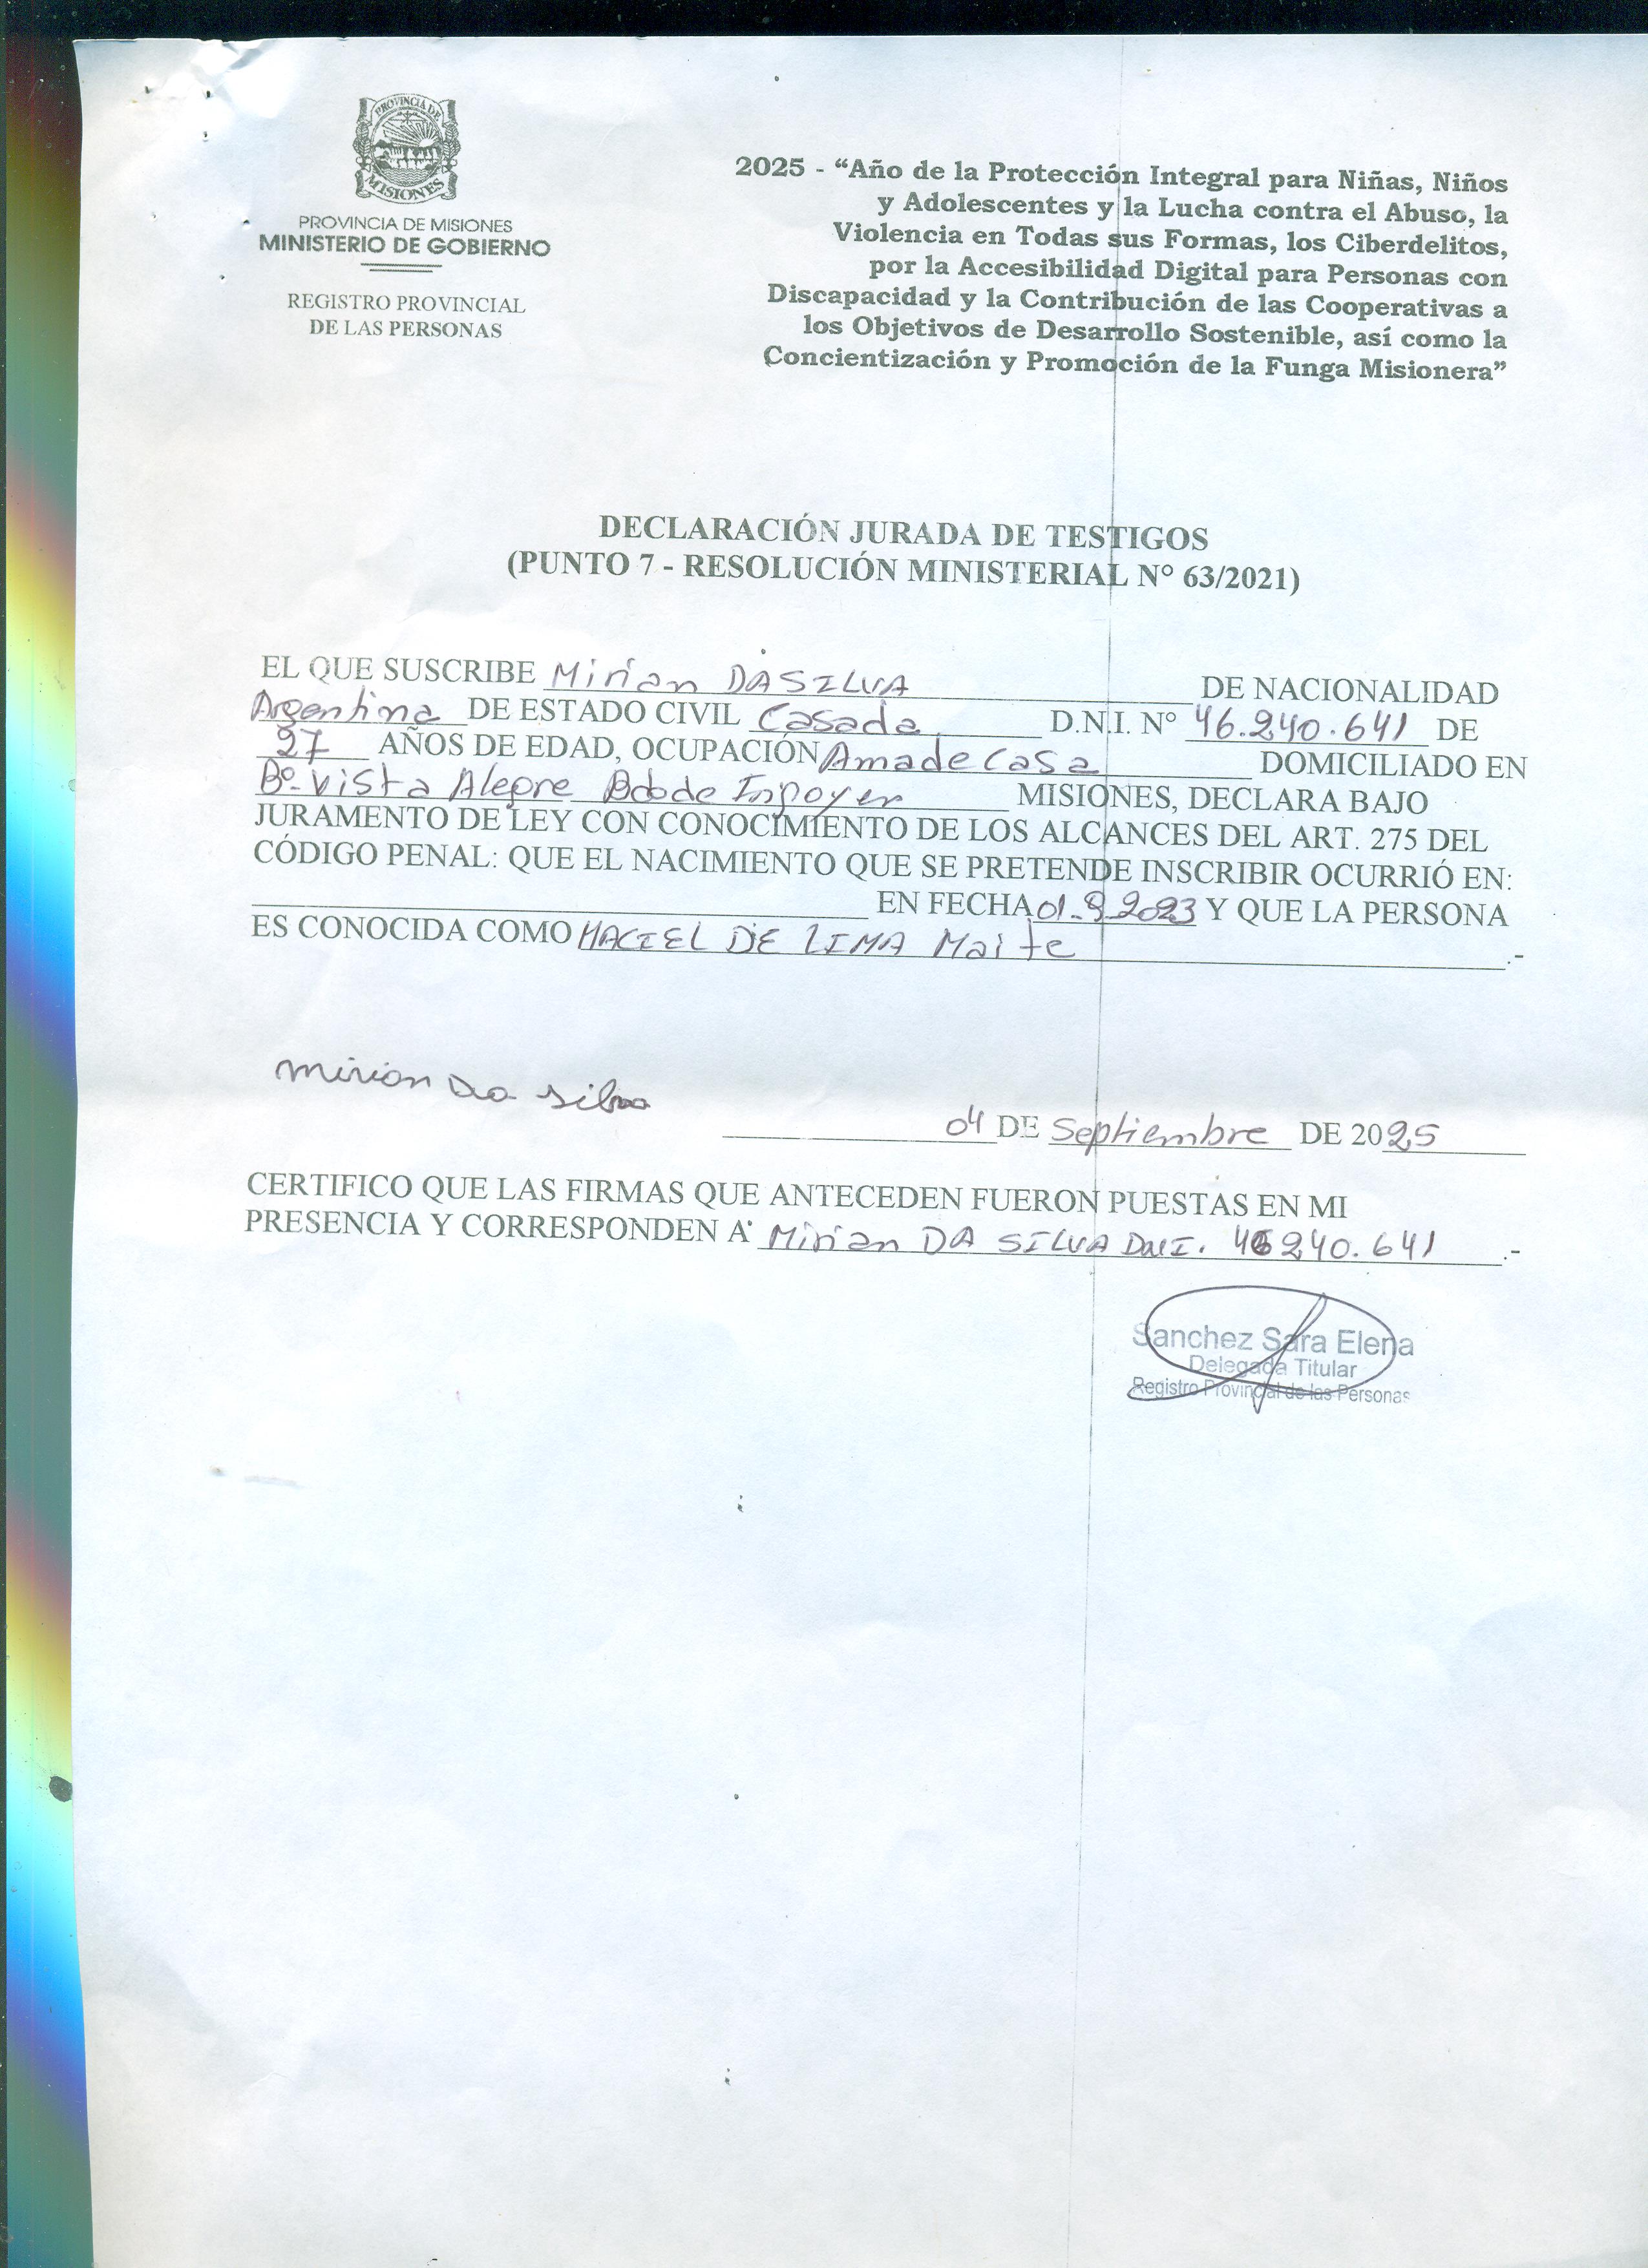 PROVINCIA DE
MISIONES
PROVINCIA DE MISIONES
MINISTERIO DE GOBIERNO
REGISTRO PROVINCIAL
DE LAS PERSONAS
2025 - “Año de la Protección Integral para Niñas, Niños
y Adolescentes y la Lucha contra el Abuso, la
Violencia en Todas sus Formas, los Ciberdelitos,
por la Accesibilidad Digital para Personas con
Discapacidad y la Contribución de las Cooperativas a
los Objetivos de Desarrollo Sostenible, así como la
Concientización y Promoción de la Funga Misionera”
DECLARACIÓN JURADA DE TESTIGOS
(PUNTO 7 - RESOLUCIÓN MINISTERIAL N° 63/2021)
EL QUE SUSCRIBE Mirian DA SILVA DE NACIONALIDAD
Argentina DE ESTADO CIVIL Casada D.N.I. N° 46.240.641 DE
27 AÑOS DE EDAD, OCUPACIÓN Ama de Casa DOMICILIADO EN
B° Vista Alegre MISIONES, DECLARA BAJO
JURAMENTO DE LEY CON CONOCIMIENTO DE LOS ALCANCES DEL ART. 275 DEL
CÓDIGO PENAL: QUE EL NACIMIENTO QUE SE PRETENDE INSCRIBIR OCURRIÓ EN:
EN FECHA 01.9.2023 Y QUE LA PERSONA
ES CONOCIDA COMO MACIEL DE LIMA Maite .-
Mirian Da Silva
04 DE Septiembre DE 2025
CERTIFICO QUE LAS FIRMAS QUE ANTECEDEN FUERON PUESTAS EN MI
PRESENCIA Y CORRESPONDEN A Mirian DA SILVA DNI. 46240.641 .-
Sanchez Sara Elena
Delegada Titular
Registro Provincial de las Personas